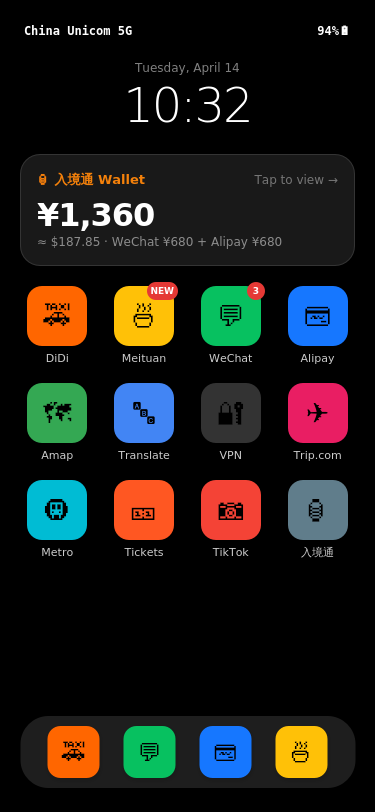 China Unicom 5G
94%
Tuesday, April 14
10:32
入境通 Wallet
Tap to view →
¥1,360
≈ $187.85 · WeChat ¥680 + Alipay ¥680
TAXI
NEW
3
DiDi
Meituan
WeChat
Alipay
Amap
Translate
VPN
Trip.com
Metro
Tickets
TikTok
入境通
TAXI